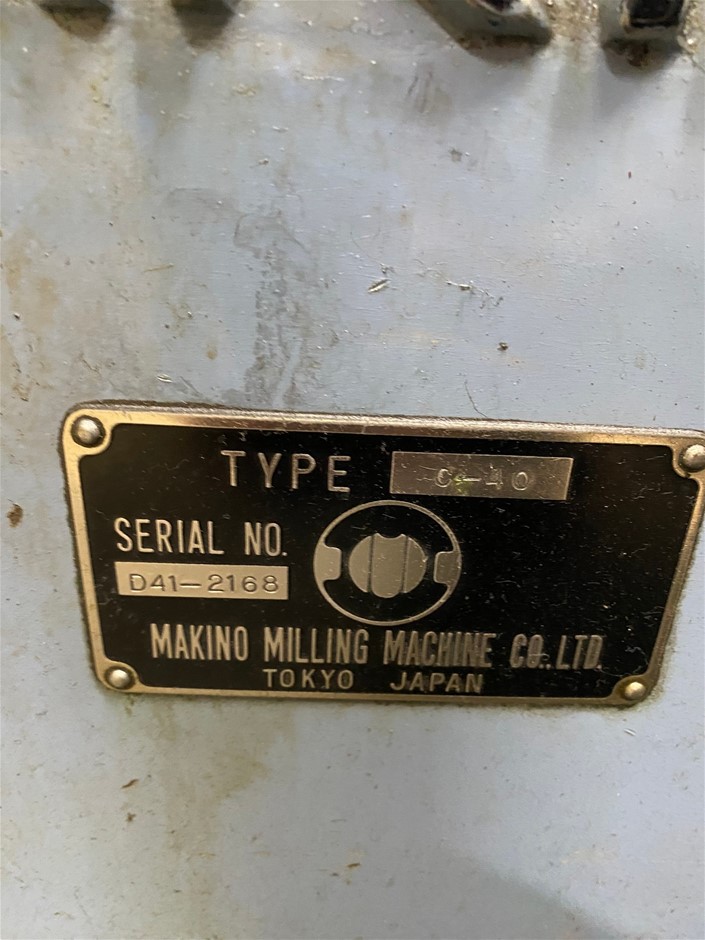 TYPE C-40
SERIAL NO.
D41-2168
MAKINO MILLING MACHINE CO., LTD.
TOKYO JAPAN